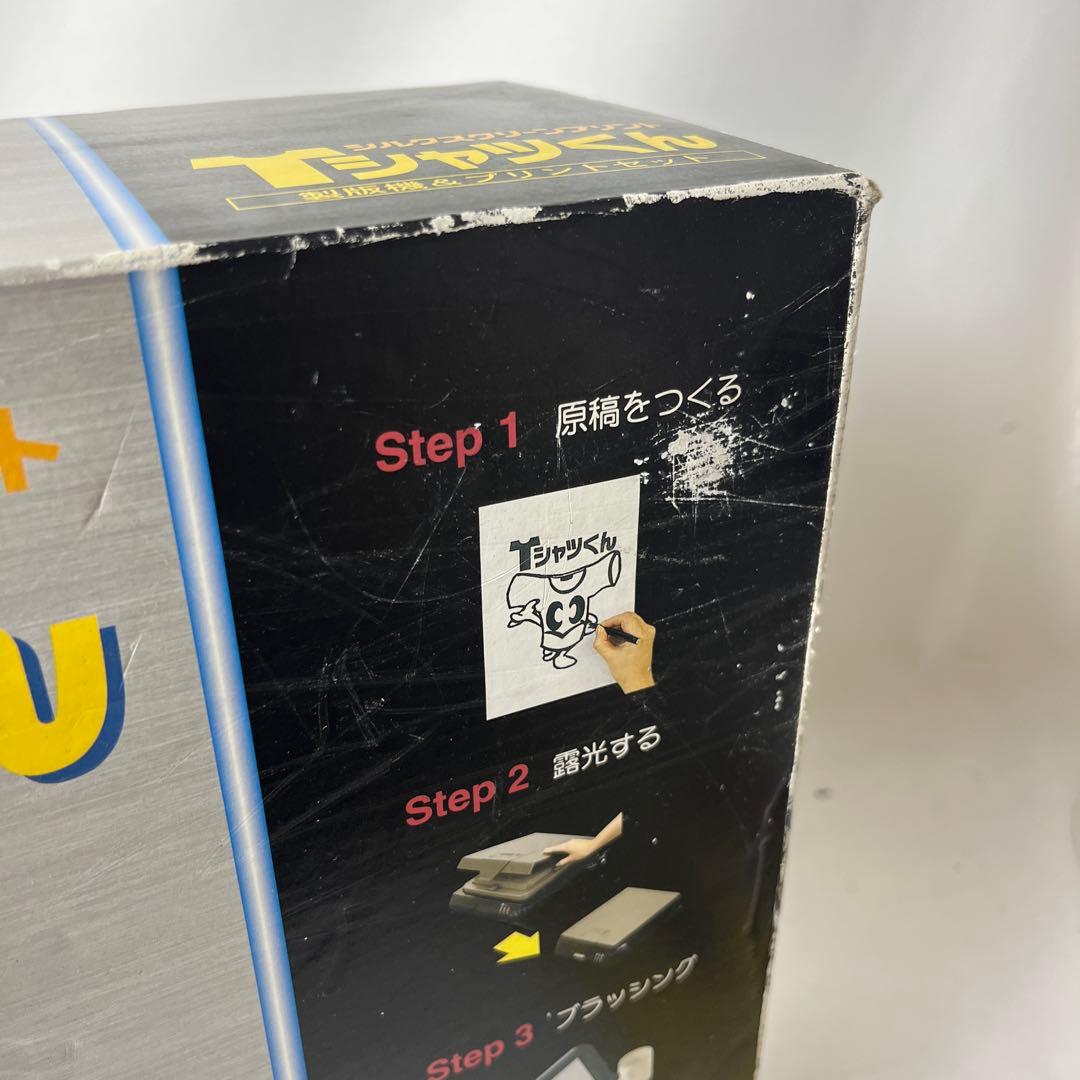 シルクスクリーンプリント
Tシャツくん
製版機&プリントセット
ト
ん
Step 1 原稿をつくる
Tシャツくん
Step 2 露光する
Step 3 ブラッシング